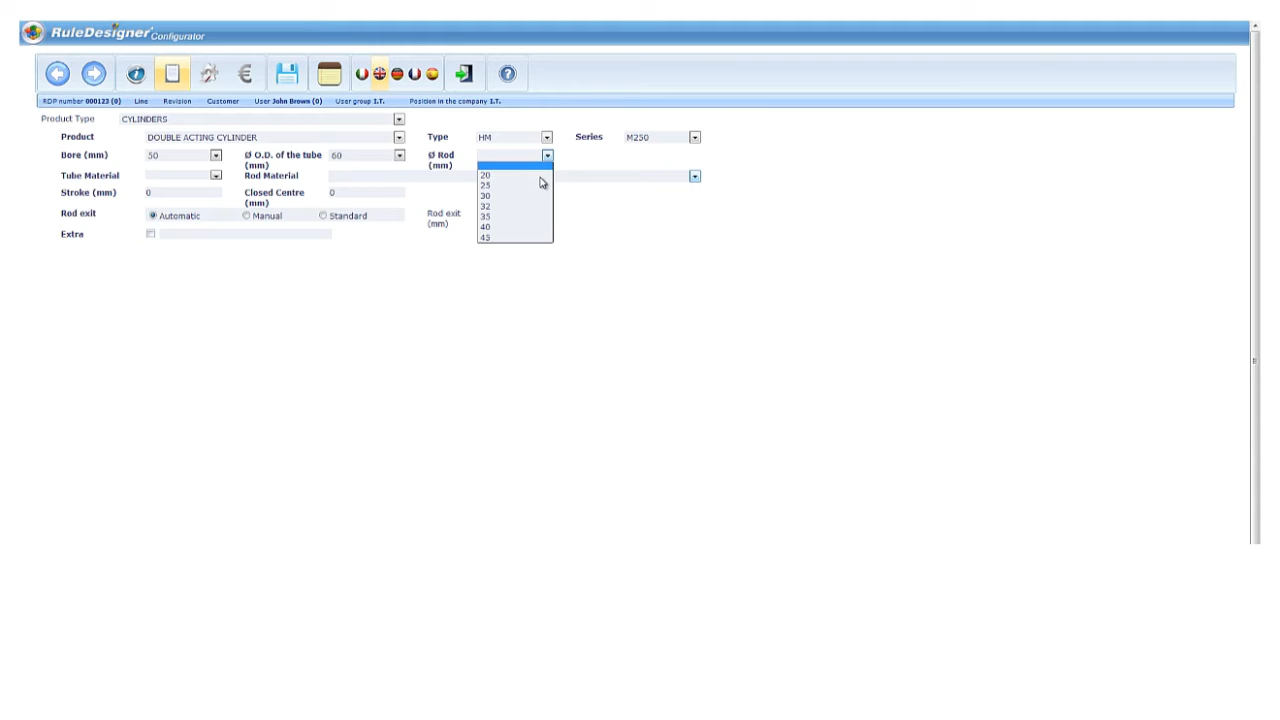 RuleDesigner Configurator
€
RDP number 000123 (0) Line Revision Customer User John Brown (0) User group I.T. Position in the company I.T.
Product Type CYLINDERS
Product DOUBLE ACTING CYLINDER Type HM Series M250
Bore (mm) 50 Ø O.D. of the tube (mm) 60 Ø Rod (mm)
Tube Material Rod Material
Stroke (mm) 0 Closed Centre (mm) 0
Rod exit Automatic Manual Standard Rod exit (mm)
Extra
20
25
30
32
35
40
45